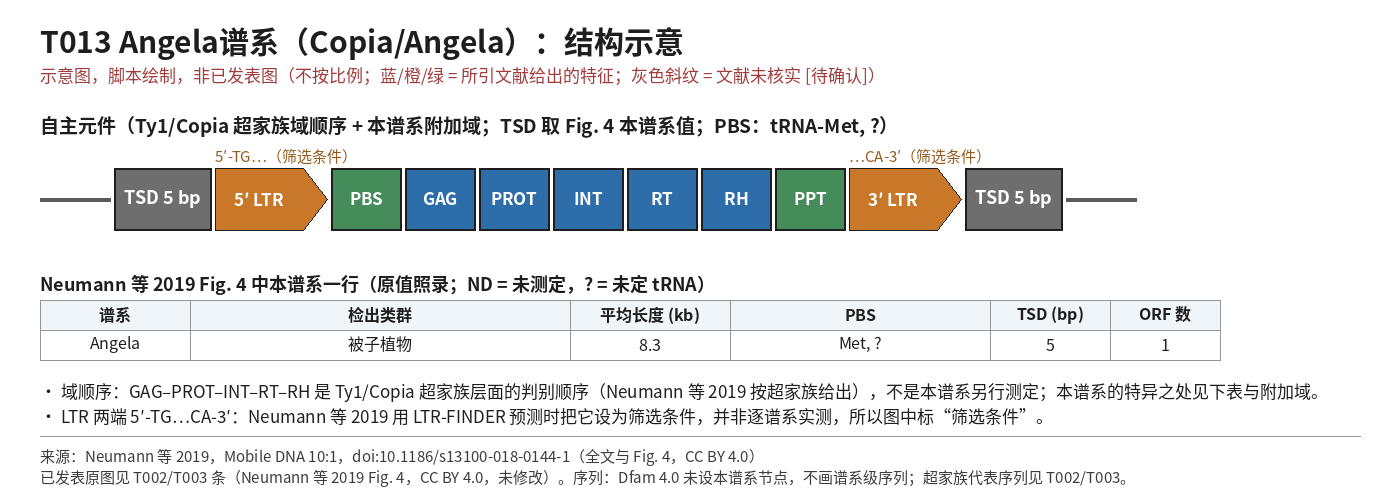 T013 Angela谱系（Copia/Angela）：结构示意
示意图，脚本绘制，非已发表图（不按比例；蓝/橙/绿 = 所引文献给出的特征；灰色斜纹 = 文献未核实 [待确认]）
自主元件（Ty1/Copia 超家族域顺序 + 本谱系附加域；TSD 取 Fig. 4 本谱系值；PBS：tRNA-Met, ?）
5′-TG…（筛选条件） …CA-3′（筛选条件）
TSD 5 bp 5′ LTR PBS GAG PROT INT RT RH PPT 3′ LTR TSD 5 bp
Neumann 等 2019 Fig. 4 中本谱系一行（原值照录；ND = 未测定，? = 未定 tRNA）
谱系 检出类群 平均长度 (kb) PBS TSD (bp) ORF 数
Angela 被子植物 8.3 Met, ? 5 1
· 域顺序：GAG–PROT–INT–RT–RH 是 Ty1/Copia 超家族层面的判别顺序（Neumann 等 2019 按超家族给出），不是本谱系另行测定；本谱系的特异之处见下表与附加域。
· LTR 两端 5′-TG…CA-3′：Neumann 等 2019 用 LTR-FINDER 预测时把它设为筛选条件，并非逐谱系实测，所以图中标“筛选条件”。
来源：Neumann 等 2019，Mobile DNA 10:1，doi:10.1186/s13100-018-0144-1（全文与 Fig. 4，CC BY 4.0）
已发表原图见 T002/T003 条（Neumann 等 2019 Fig. 4，CC BY 4.0，未修改）。序列：Dfam 4.0 未设本谱系节点，不画谱系级序列；超家族代表序列见 T002/T003。